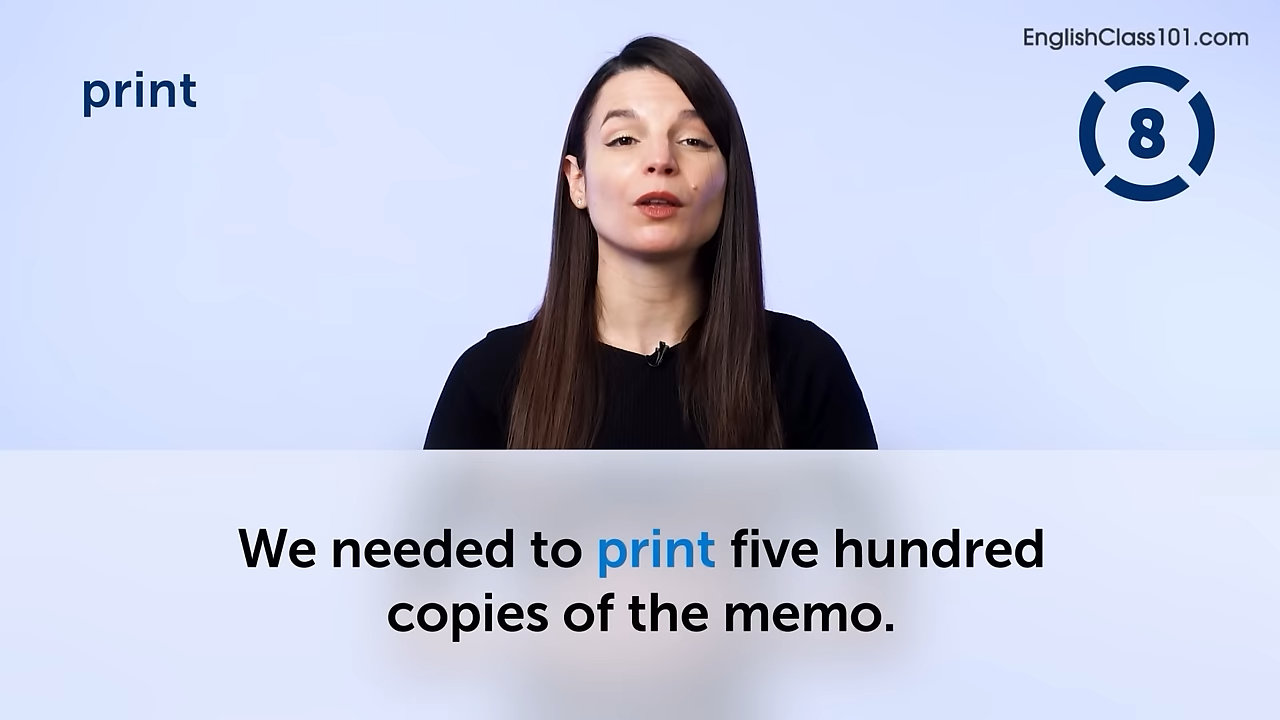 EnglishClass101.com
print
8
We needed to print five hundred
copies of the memo.